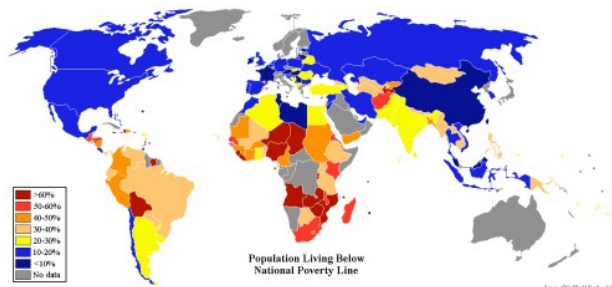 >60%
50-60%
40-50%
30-40%
20-30%
10-20%
<10%
No data
Population Living Below
National Poverty Line